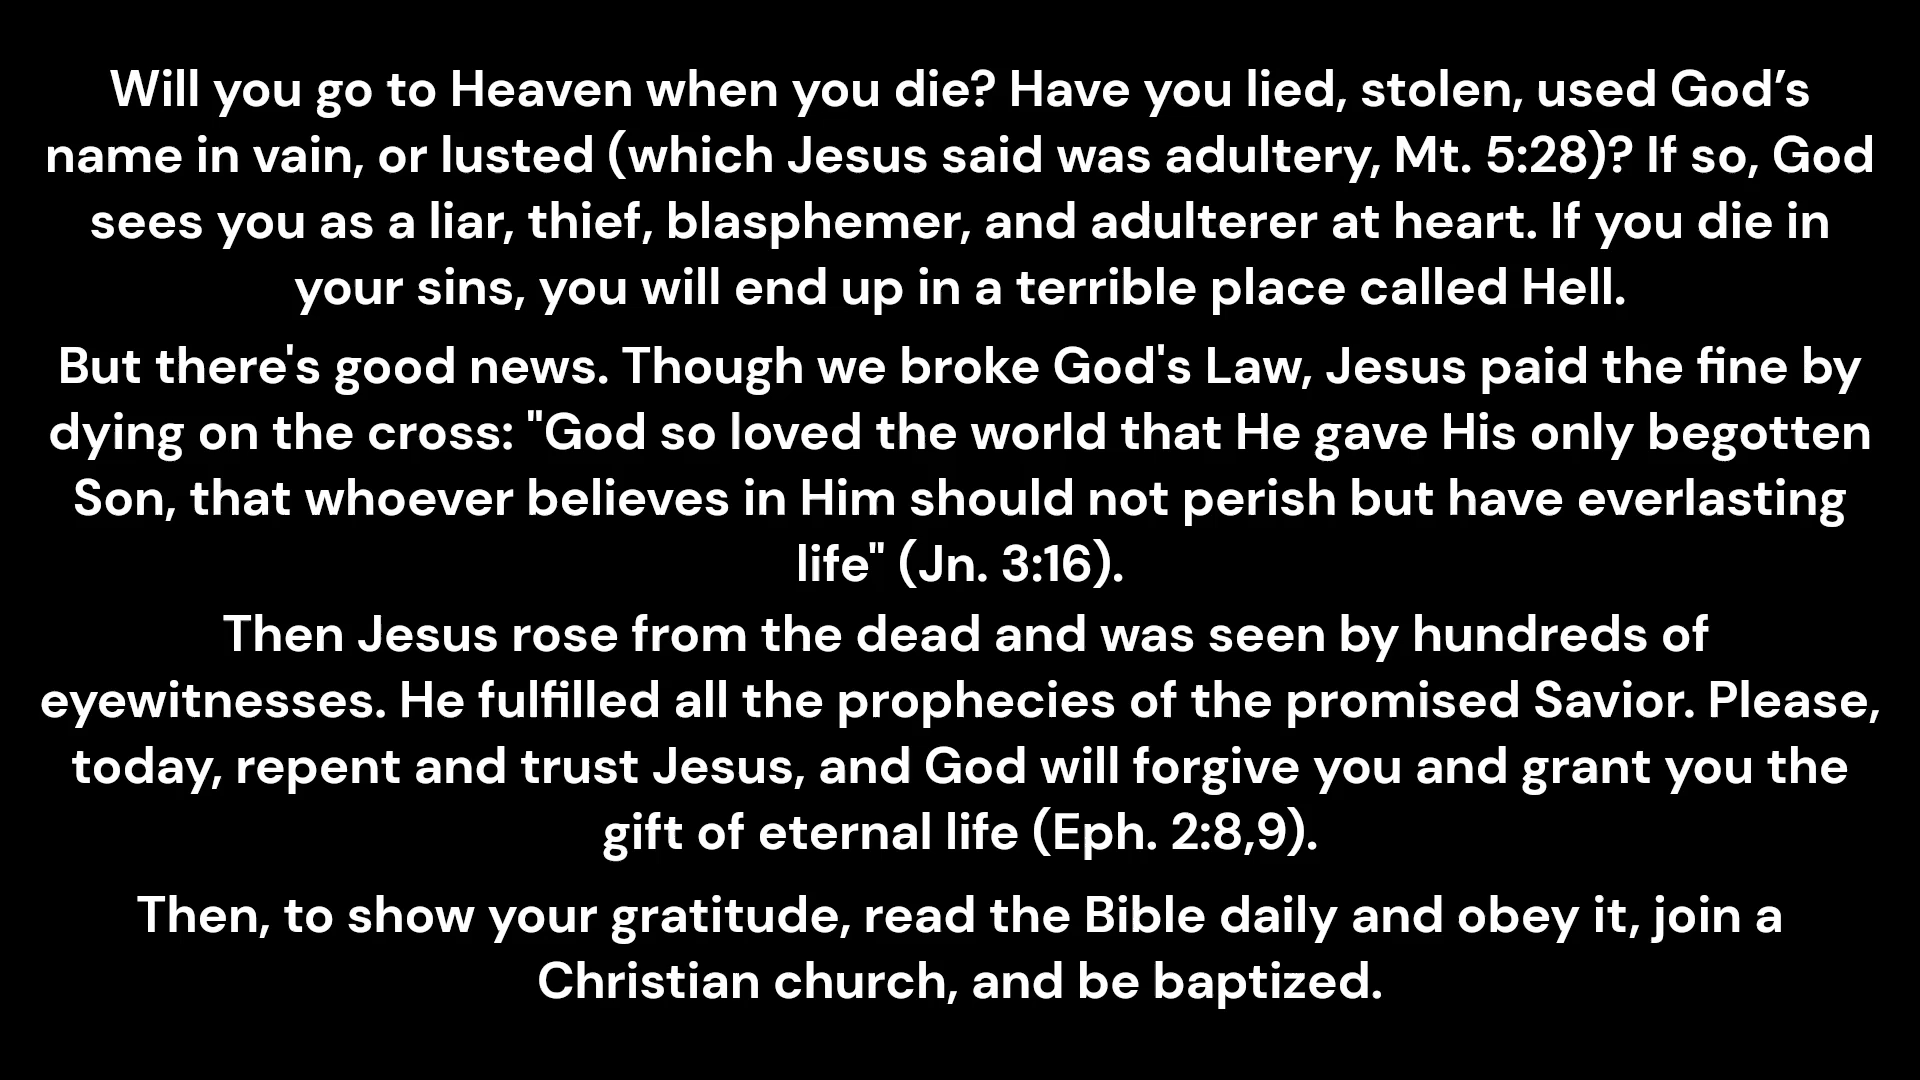 Will you go to Heaven when you die? Have you lied, stolen, used God’s
name in vain, or lusted (which Jesus said was adultery, Mt. 5:28)? If so, God
sees you as a liar, thief, blasphemer, and adulterer at heart. If you die in
your sins, you will end up in a terrible place called Hell.
But there's good news. Though we broke God's Law, Jesus paid the fine by
dying on the cross: "God so loved the world that He gave His only begotten
Son, that whoever believes in Him should not perish but have everlasting
life" (Jn. 3:16).
Then Jesus rose from the dead and was seen by hundreds of
eyewitnesses. He fulfilled all the prophecies of the promised Savior. Please,
today, repent and trust Jesus, and God will forgive you and grant you the
gift of eternal life (Eph. 2:8,9).
Then, to show your gratitude, read the Bible daily and obey it, join a
Christian church, and be baptized.